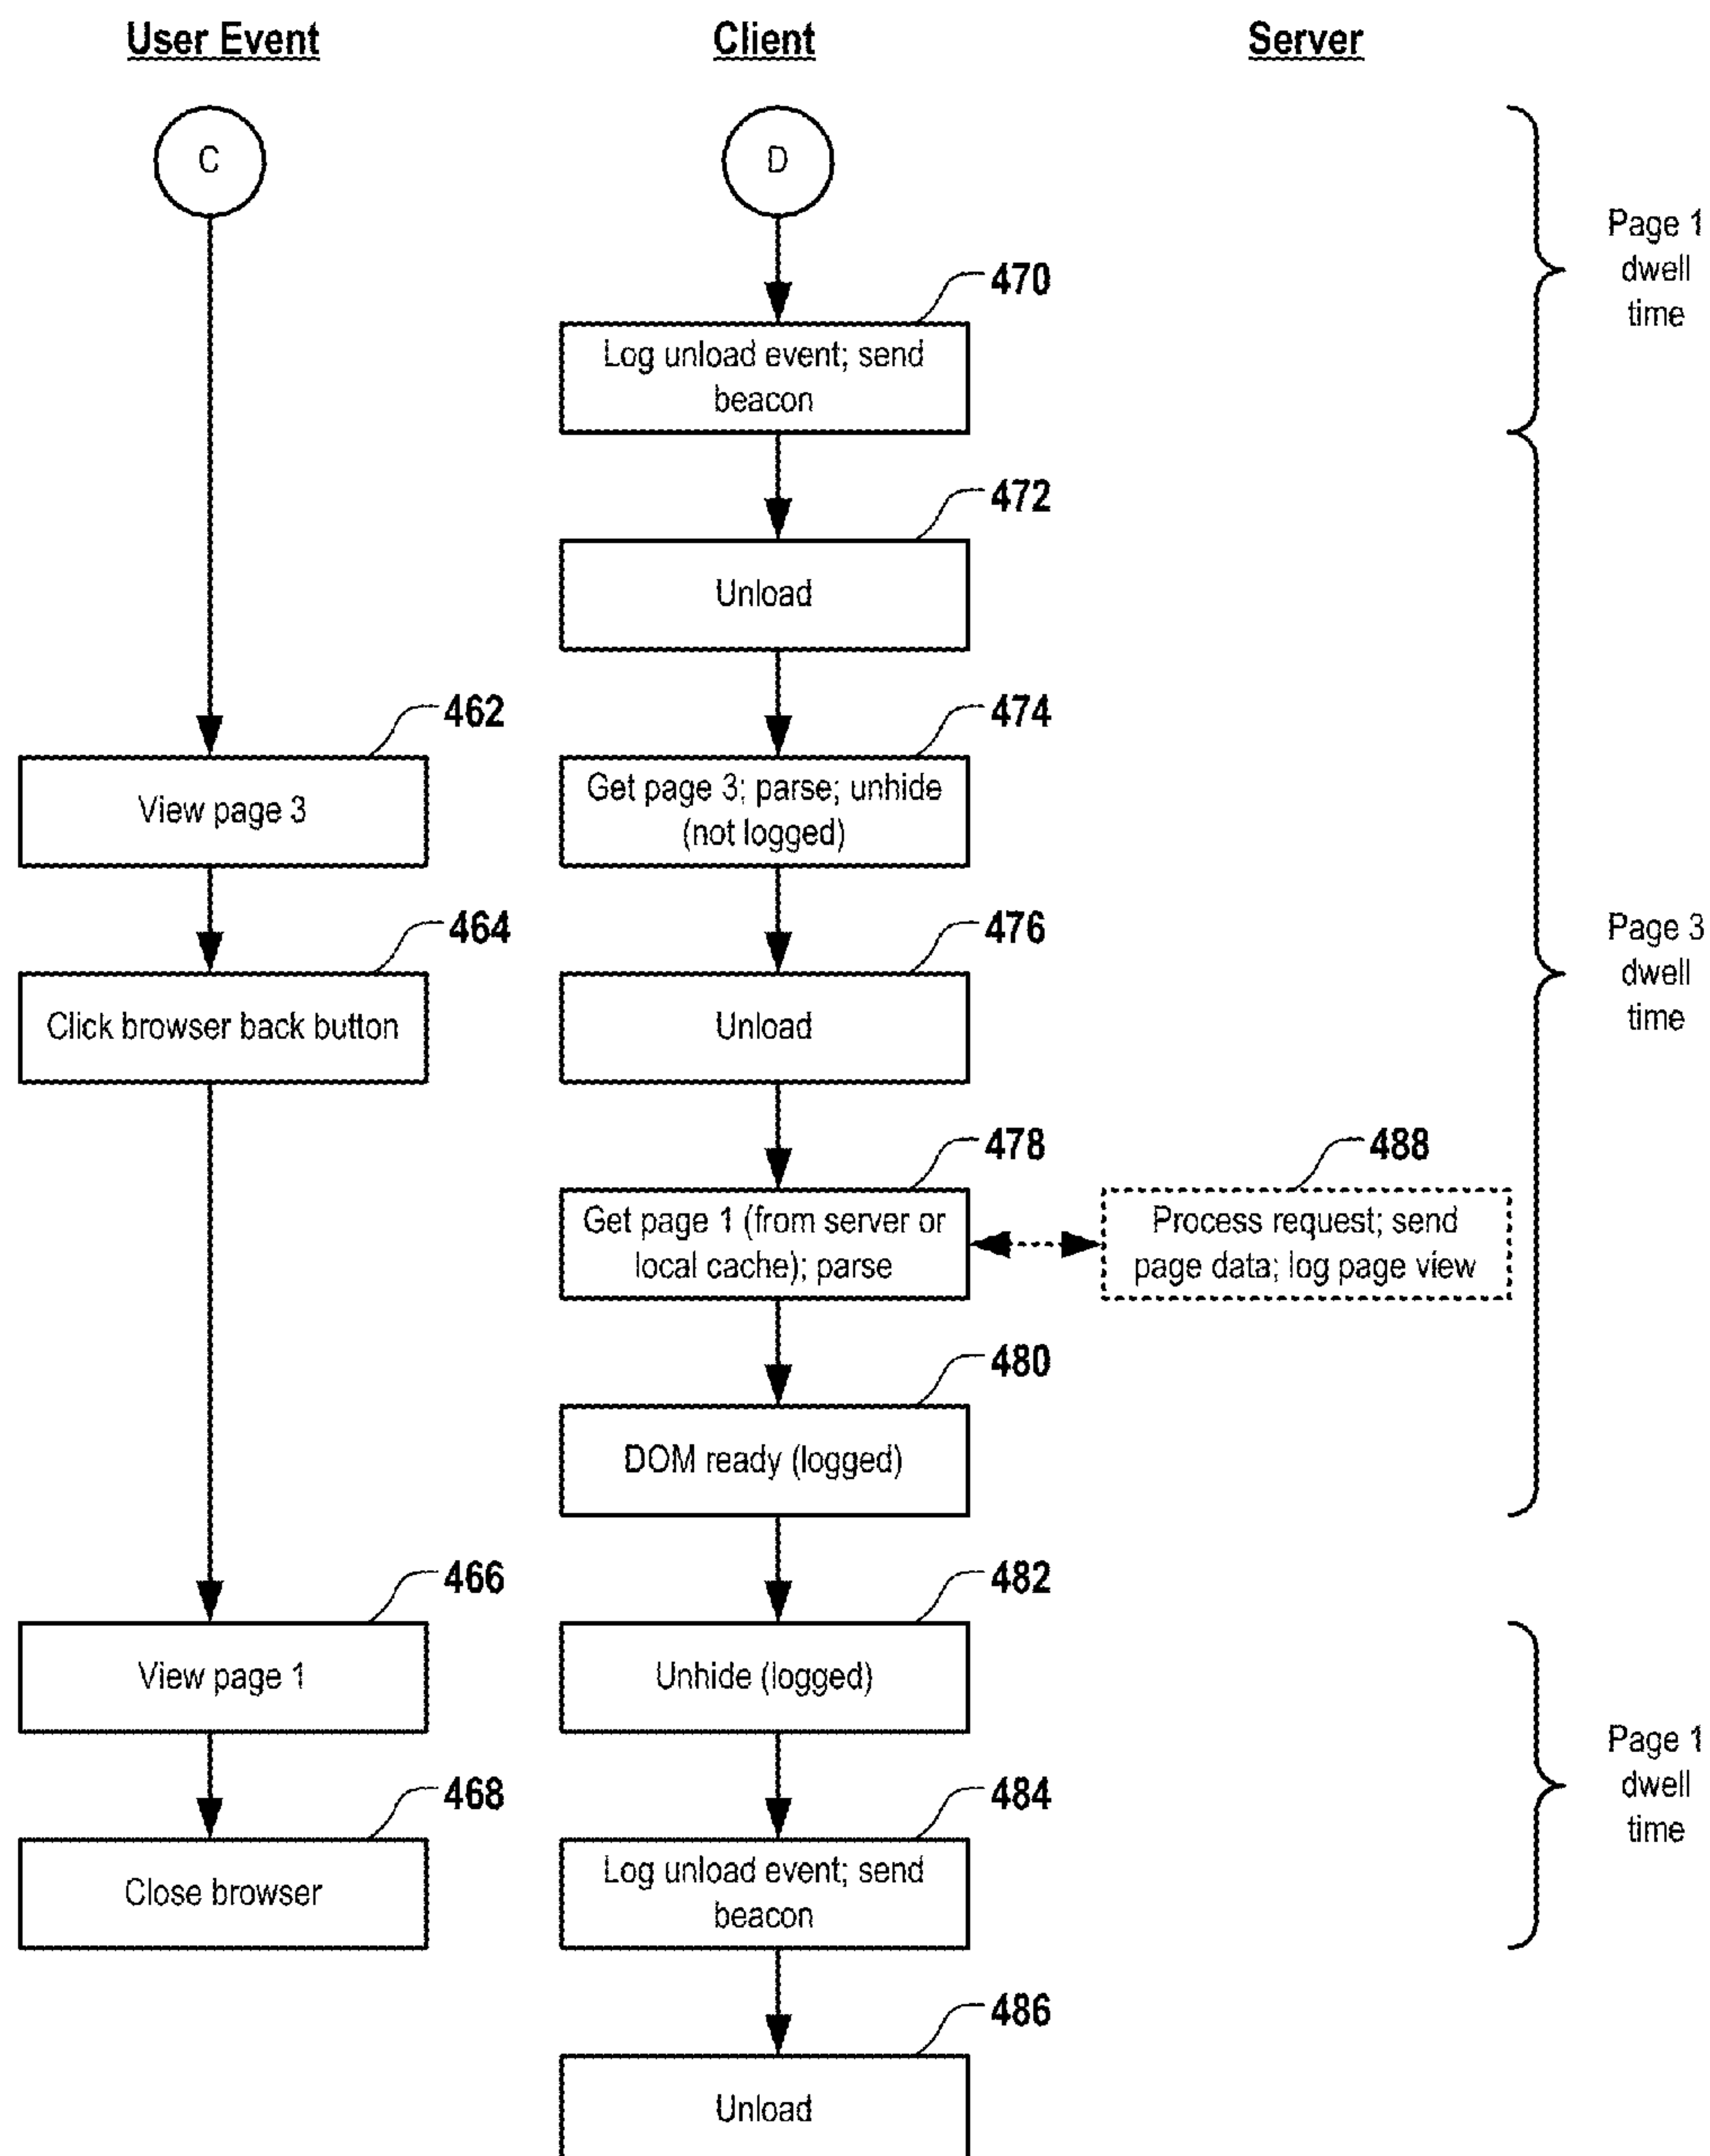 User Event
Client
Server
C
D
Page 1
dwell
time
470
Log unload event; send
beacon
472
Unload
462
474
View page 3
Get page 3; parse; unhide
(not logged)
464
476
Page 3
dwell
time
Click browser back button
Unload
478
488
Get page 1 (from server or
local cache); parse
Process request; send
page data; log page view
480
DOM ready (logged)
466
482
View page 1
Unhide (logged)
Page 1
dwell
time
468
484
Close browser
Log unload event; send
beacon
486
Unload